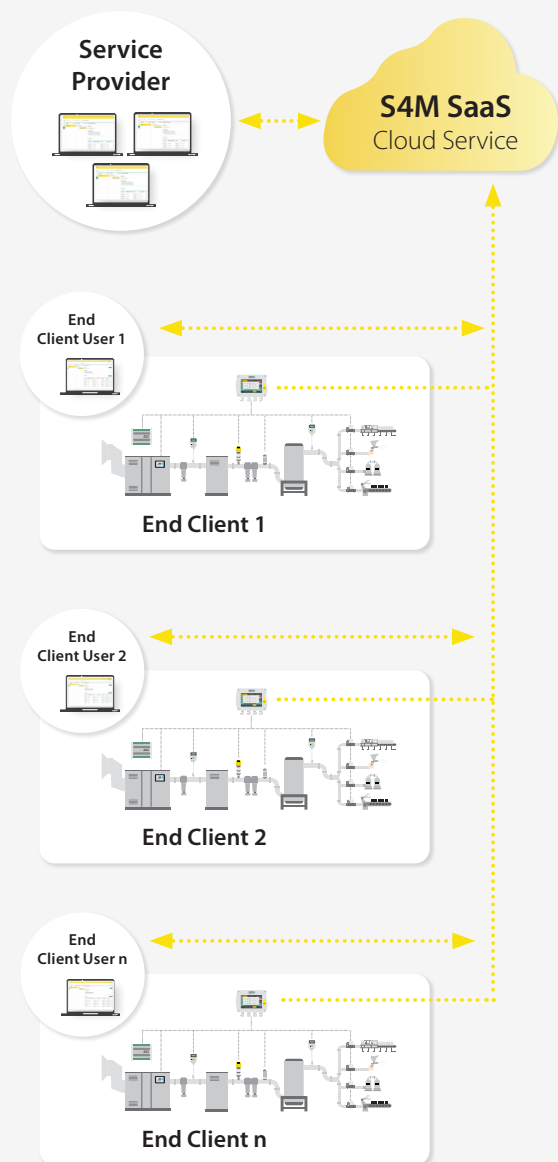 Service
Provider
S4M SaaS
Cloud Service
End
Client User 1
End Client 1
End
Client User 2
End Client 2
End
Client User n
End Client n